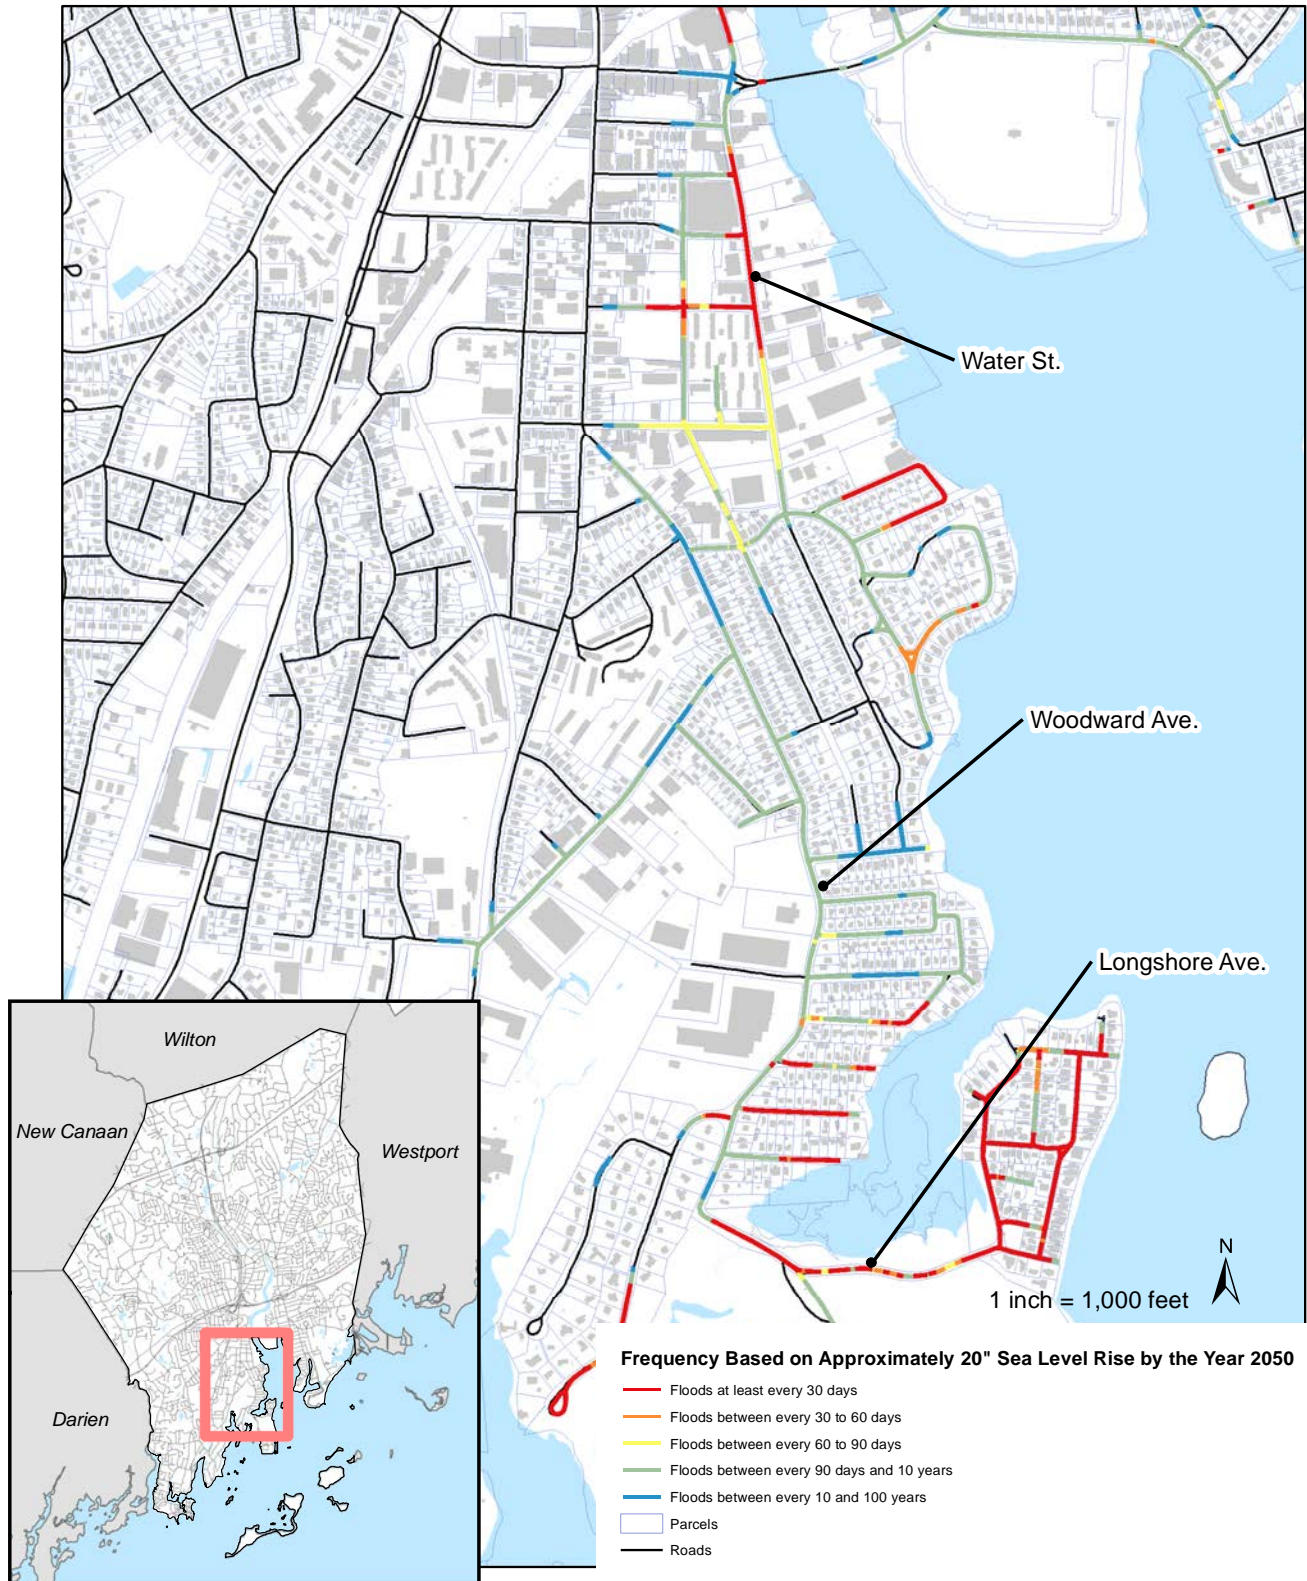 Water St.
Woodward Ave.
Longshore Ave.
Wilton
New Canaan
Westport
Darien
N
1 inch = 1,000 feet
Frequency Based on Approximately 20" Sea Level Rise by the Year 2050
Floods at least every 30 days
Floods between every 30 to 60 days
Floods between every 60 to 90 days
Floods between every 90 days and 10 years
Floods between every 10 and 100 years
Parcels
Roads